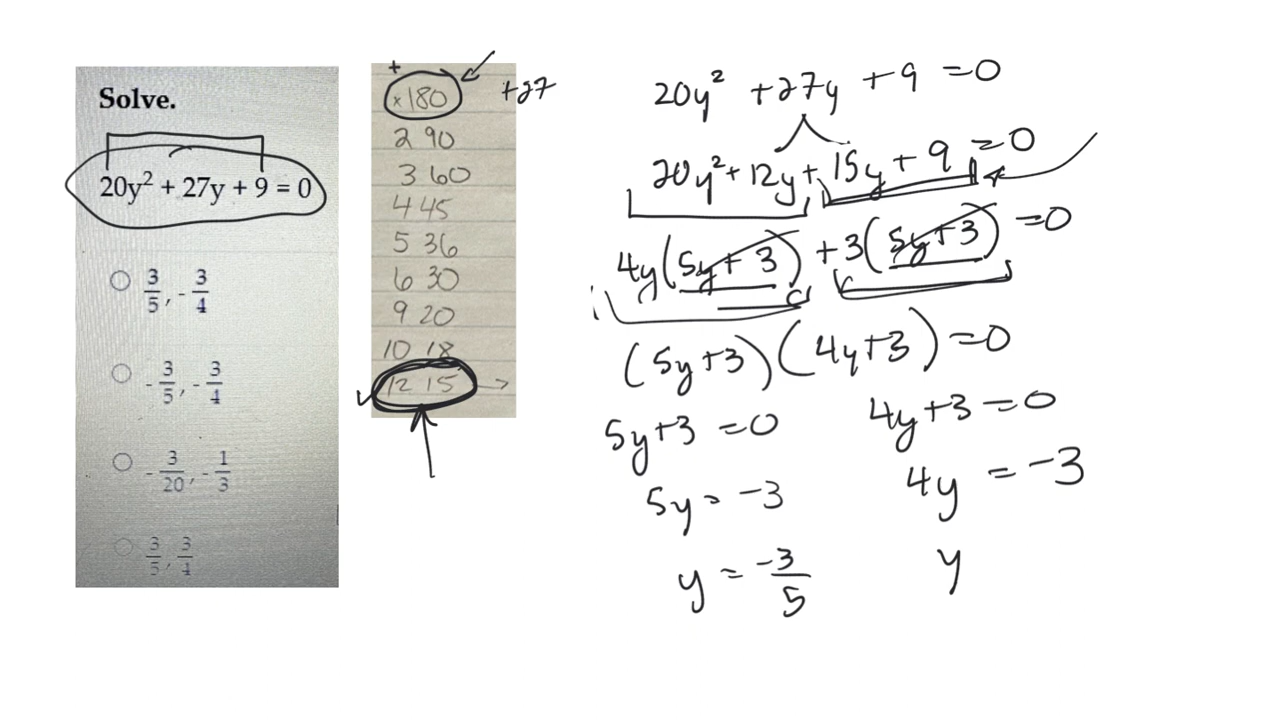 Solve.
20y² + 27y + 9 = 0
3/5, -3/4
-3/5, -3/4
-3/20, -1/3
3/5, 3/4
+
×180
+27
2 90
3 60
4 45
5 36
6 30
9 20
10 18
12 15
20y² +27y +9 =0
20y²+12y+15y+9 =0
4y(5y+3) +3(5y+3) =0
(5y+3)(4y+3)=0
5y+3 =0
4y+3=0
5y= -3
4y = -3
y = -3/5
y